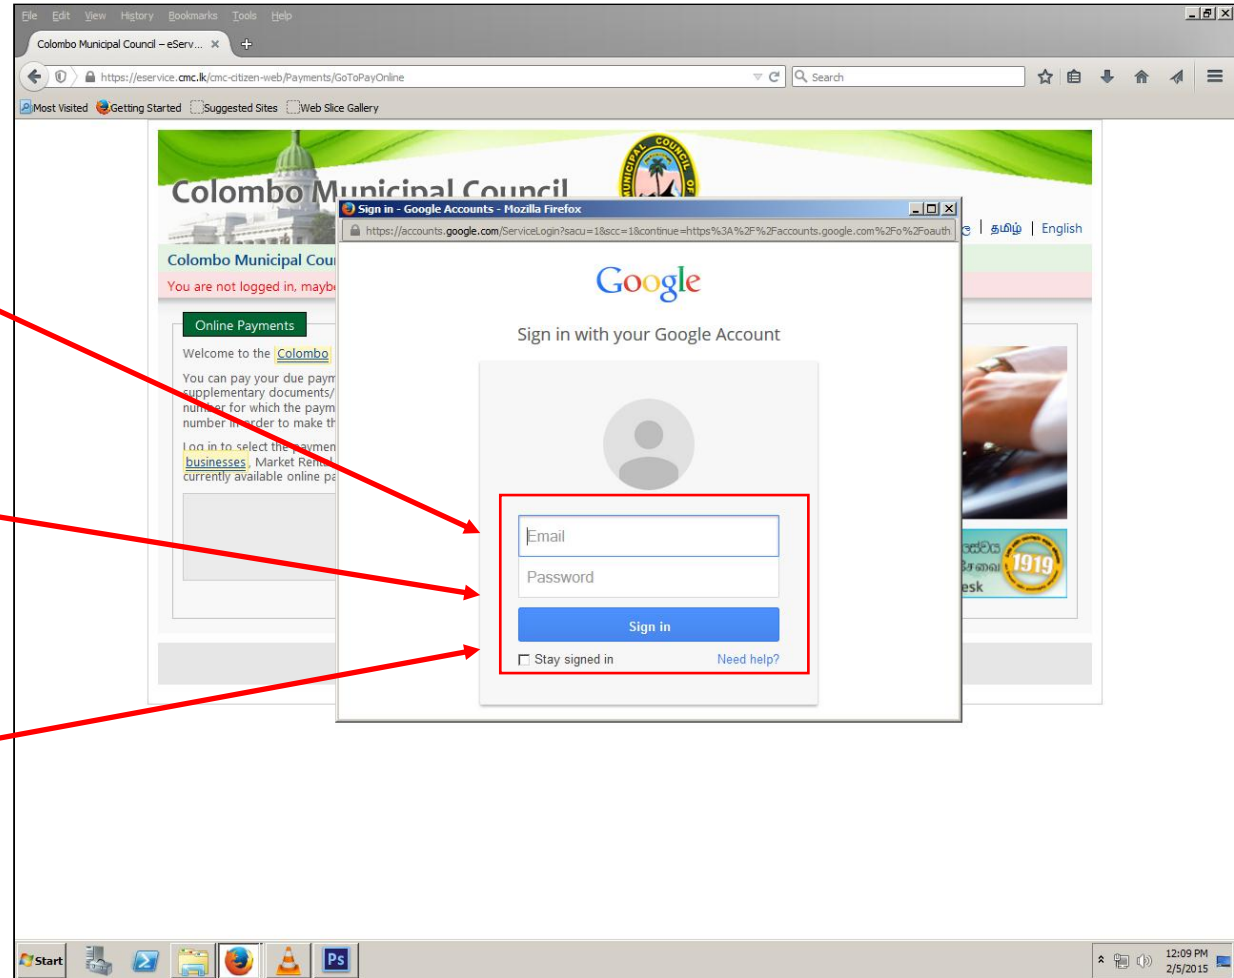 File Edit View History Bookmarks Tools Help
Colombo Municipal Council – eServ... × +
https://eservice.cmc.lk/cmc-citizen-web/Payments/GoToPayOnline
Search
Most Visited Getting Started Suggested Sites Web Slice Gallery
Colombo Municipal Council
MUNICIPAL COUNCIL OF
தமிழ் | English
Colombo Municipal Cou
You are not logged in, mayb
Online Payments
Welcome to the Colombo
You can pay your due paym
supplementary documents/
number for which the paym
number in order to make th
Log in to select the paymen
businesses, Market Rental
currently available online pa
Sign in - Google Accounts - Mozilla Firefox
https://accounts.google.com/ServiceLogin?sacu=1&scc=1&continue=https%3A%2F%2Faccounts.google.com%2Fo%2Foauth
Google
Sign in with your Google Account
Email
Password
Sign in
Stay signed in Need help?
1919
esk
Start
Ps
12:09 PM
2/5/2015